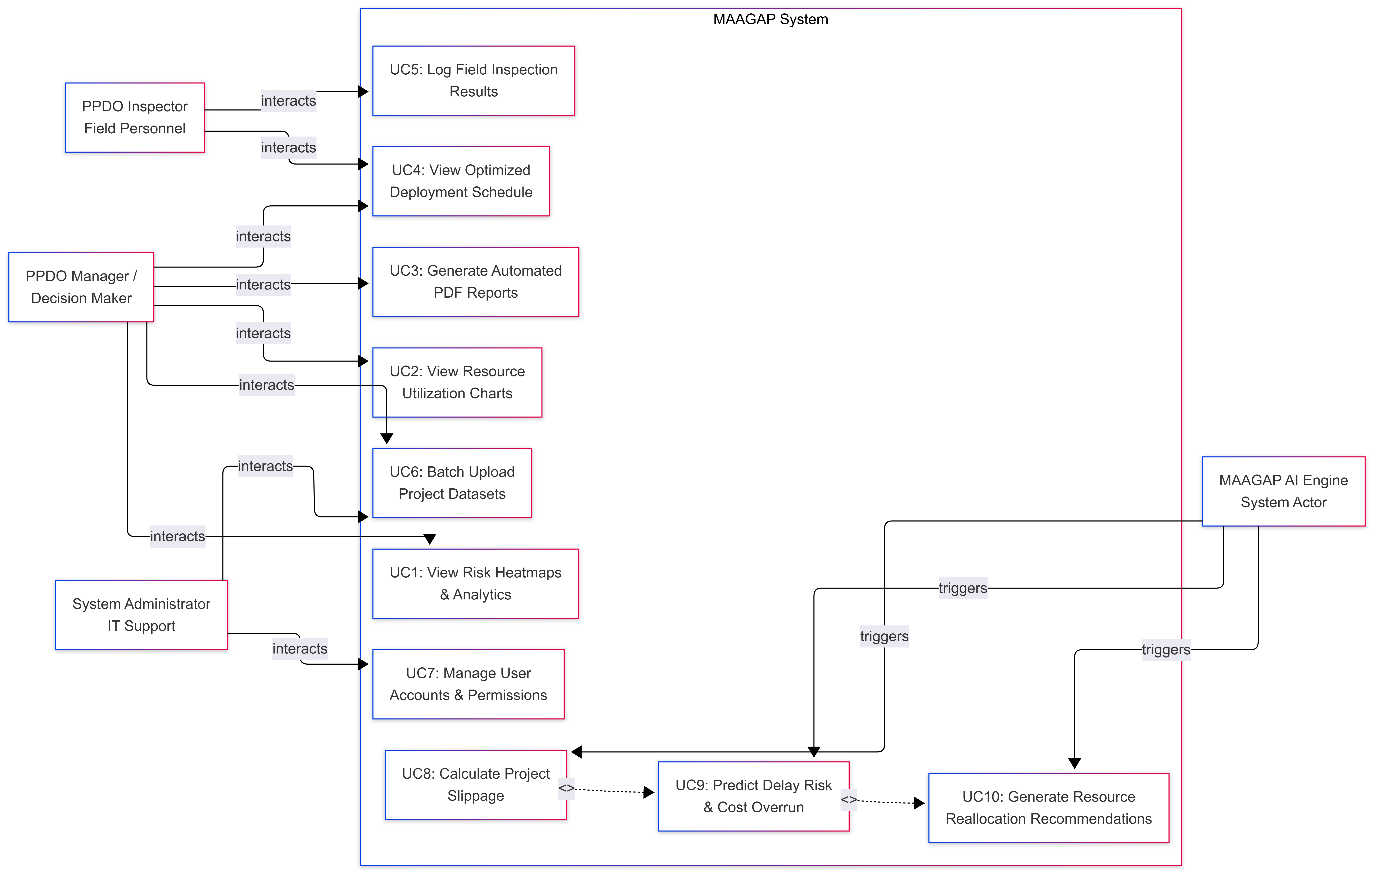 MAAGAP System
UC5: Log Field Inspection
Results
PPDO Inspector
Field Personnel
interacts
interacts
UC4: View Optimized
Deployment Schedule
interacts
PPDO Manager /
Decision Maker
interacts
UC3: Generate Automated
PDF Reports
interacts
UC2: View Resource
Utilization Charts
interacts
interacts
UC6: Batch Upload
Project Datasets
MAAGAP AI Engine
System Actor
interacts
UC1: View Risk Heatmaps
& Analytics
triggers
System Administrator
IT Support
interacts
triggers
triggers
UC7: Manage User
Accounts & Permissions
UC8: Calculate Project
Slippage
<>
UC9: Predict Delay Risk
& Cost Overrun
<>
UC10: Generate Resource
Reallocation Recommendations